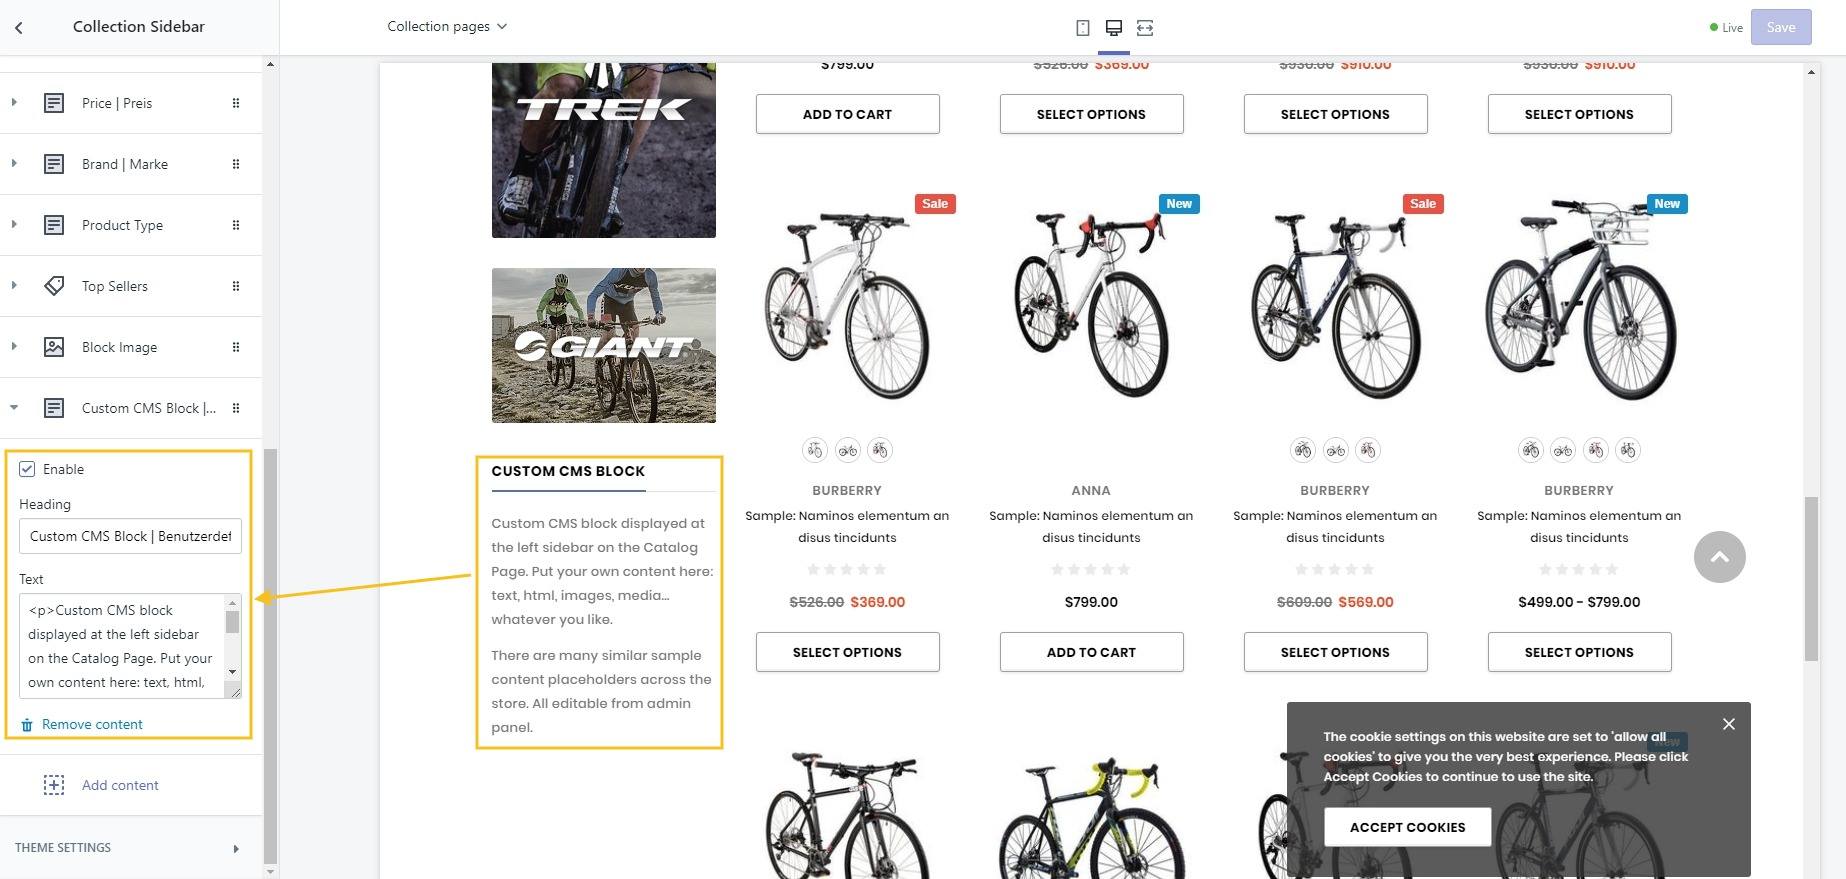 Collection Sidebar
Collection pages
Live
Save
Price | Preis
Brand | Marke
Product Type
Top Sellers
Block Image
Custom CMS Block |...
Enable
Heading
Custom CMS Block | Benutzerdef
Text
<p>Custom CMS block
displayed at the left sidebar
on the Catalog Page. Put your
own content here: text, html,
Remove content
Add content
THEME SETTINGS
TREK
GIANT
CUSTOM CMS BLOCK
Custom CMS block displayed at
the left sidebar on the Catalog
Page. Put your own content here:
text, html, images, media...
whatever you like.
There are many similar sample
content placeholders across the
store. All editable from admin
panel.
$799.00
$526.00 $369.00
$930.00 $910.00
$930.00 $910.00
ADD TO CART
SELECT OPTIONS
SELECT OPTIONS
SELECT OPTIONS
Sale
New
Sale
New
BURBERRY
Sample: Naminos elementum an
disus tincidunts
$526.00 $369.00
SELECT OPTIONS
ANNA
Sample: Naminos elementum an
disus tincidunts
$799.00
ADD TO CART
BURBERRY
Sample: Naminos elementum an
disus tincidunts
$609.00 $569.00
SELECT OPTIONS
BURBERRY
Sample: Naminos elementum an
disus tincidunts
$499.00 - $799.00
SELECT OPTIONS
New
The cookie settings on this website are set to 'allow all
cookies' to give you the very best experience. Please click
Accept Cookies to continue to use the site.
ACCEPT COOKIES